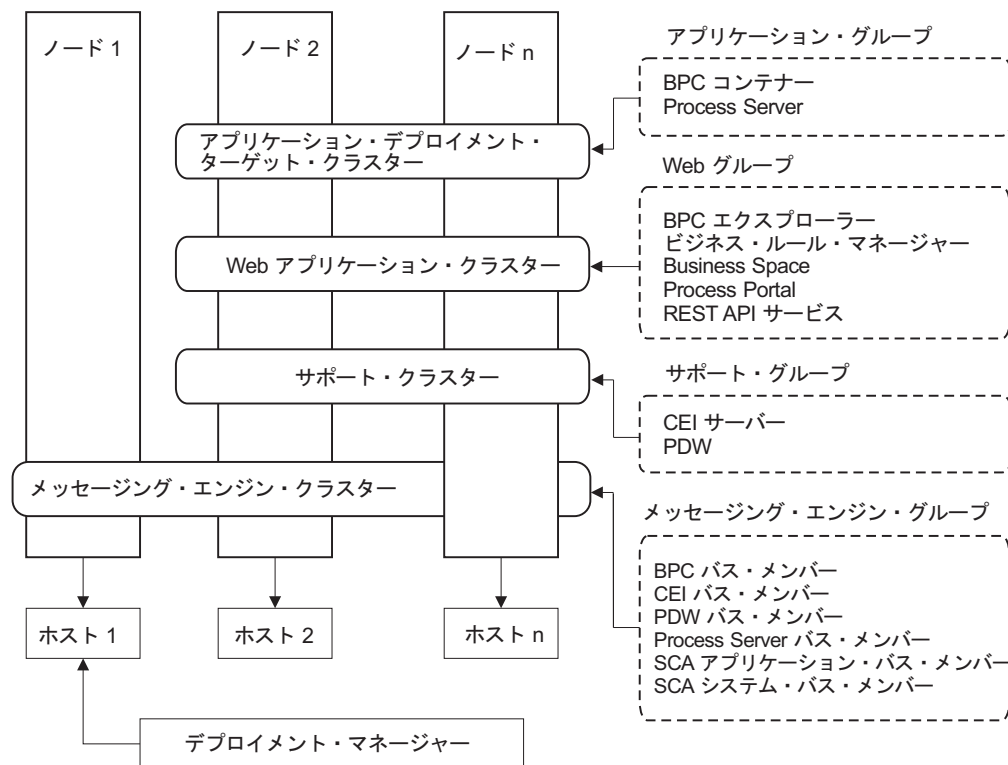 ノード 1
ノード 2
ノード n
アプリケーション・デプロイメント・
ターゲット・クラスター
Web アプリケーション・クラスター
サポート・クラスター
メッセージング・エンジン・クラスター
ホスト 1
ホスト 2
ホスト n
デプロイメント・マネージャー
アプリケーション・グループ
BPC コンテナー
Process Server
Web グループ
BPC エクスプローラー
ビジネス・ルール・マネージャー
Business Space
Process Portal
REST API サービス
サポート・グループ
CEI サーバー
PDW
メッセージング・エンジン・グループ
BPC バス・メンバー
CEI バス・メンバー
PDW バス・メンバー
Process Server バス・メンバー
SCA アプリケーション・バス・メンバー
SCA システム・バス・メンバー